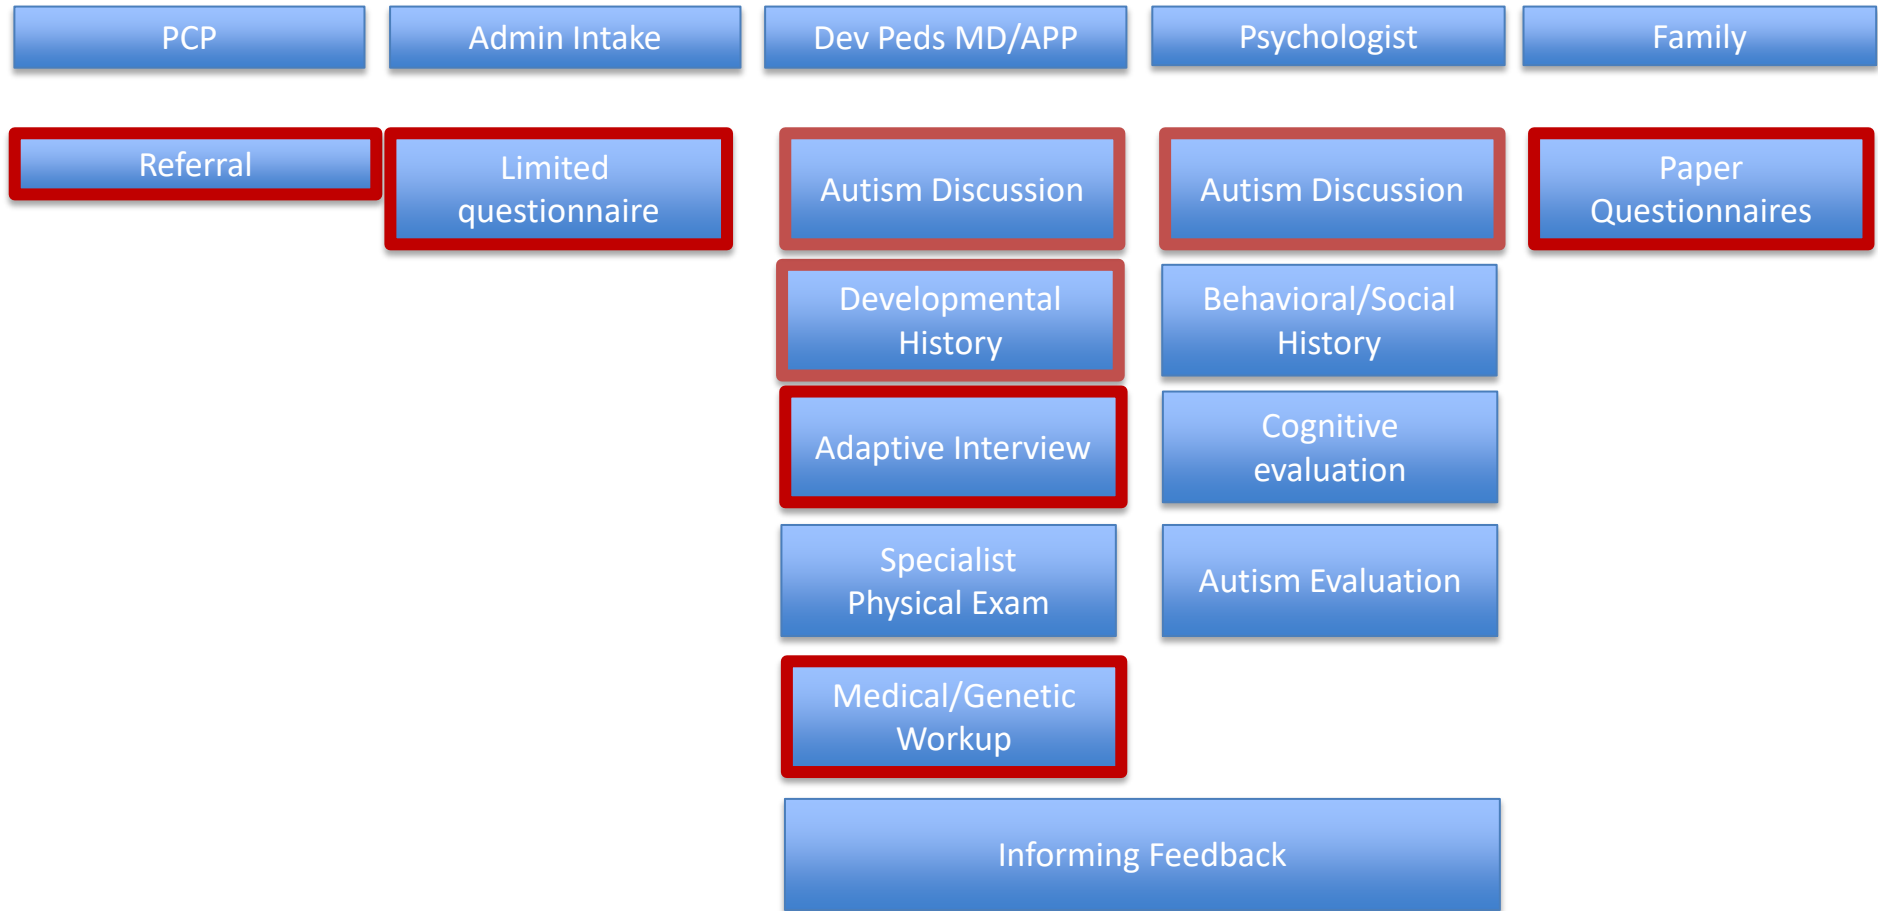 PCP
Admin Intake
Dev Peds MD/APP
Psychologist
Family
Referral
Limited
questionnaire
Autism Discussion
Autism Discussion
Paper
Questionnaires
Developmental
History
Behavioral/Social
History
Adaptive Interview
Cognitive
evaluation
Specialist
Physical Exam
Autism Evaluation
Medical/Genetic
Workup
Informing Feedback